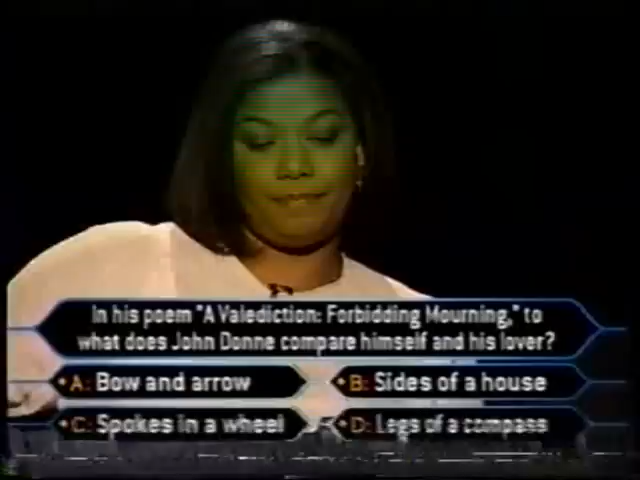 In his poem "A Valediction: Forbidding Mourning," to
what does John Donne compare himself and his lover?
A: Bow and arrow
B: Sides of a house
C: Spokes in a wheel
D: Legs of a compass